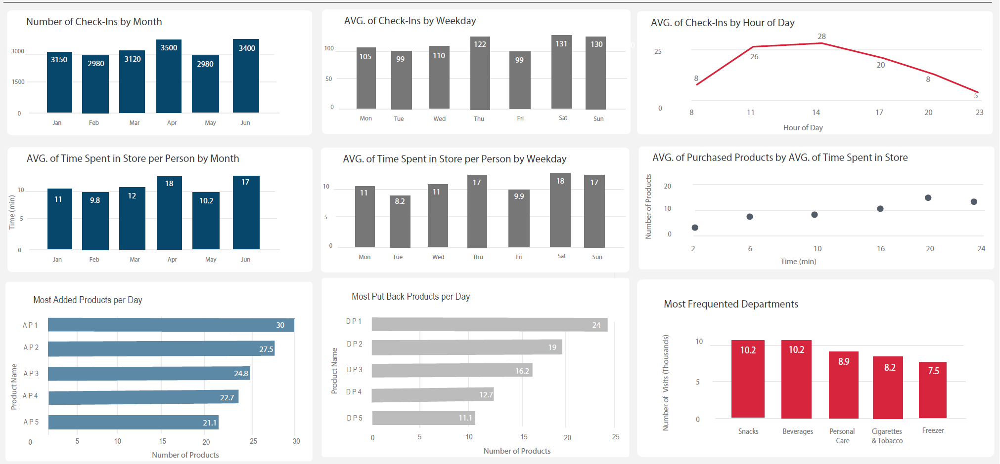 Number of Check-Ins by Month
3000
1500
0
3150
2980
3120
3500
2980
3400
Jan
Feb
Mar
Apr
May
Jun
AVG. of Check-Ins by Weekday
100
50
0
105
99
110
122
99
131
130
Mon
Tue
Wed
Thu
Fri
Sat
Sun
0
AVG. of Check-Ins by Hour of Day
25
0
8
26
28
20
8
5
8
11
14
17
20
23
Hour of Day
AVG. of Time Spent in Store per Person by Month
Time (min)
10
5
0
11
9.8
12
18
10.2
17
Jan
Feb
Mar
Apr
May
Jun
AVG. of Time Spent in Store per Person by Weekday
10
5
0
11
8.2
11
17
9.9
18
17
Mon
Tue
Wed
Thu
Fri
Sat
Sun
AVG. of Purchased Products by AVG. of Time Spent in Store
Number of Products
20
10
0
2
6
10
16
20
24
Time (min)
Most Added Products per Day
Product Name
AP1
30
AP2
27.5
AP3
24.8
AP4
22.7
AP5
21.1
0
5
10
15
20
25
30
Number of Products
Most Put Back Products per Day
Product Name
DP1
24
DP2
19
DP3
16.2
DP4
12.7
DP5
11.1
0
5
10
15
20
25
Number of Products
Most Frequented Departments
Number of Visits (Thousands)
10
5
0
10.2
10.2
8.9
8.2
7.5
Snacks
Beverages
Personal
Care
Cigarettes
& Tobacco
Freezer